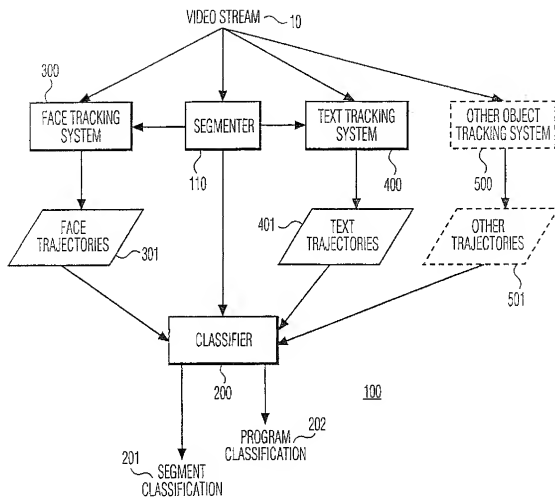 VIDEO STREAM 10
300
FACE TRACKING
SYSTEM
SEGMENTER
110
TEXT TRACKING
SYSTEM
400
OTHER OBJECT
TRACKING SYSTEM
500
FACE
TRAJECTORIES
301
401
TEXT
TRAJECTORIES
OTHER
TRAJECTORIES
501
CLASSIFIER
200
100
201
SEGMENT
CLASSIFICATION
PROGRAM
CLASSIFICATION
202